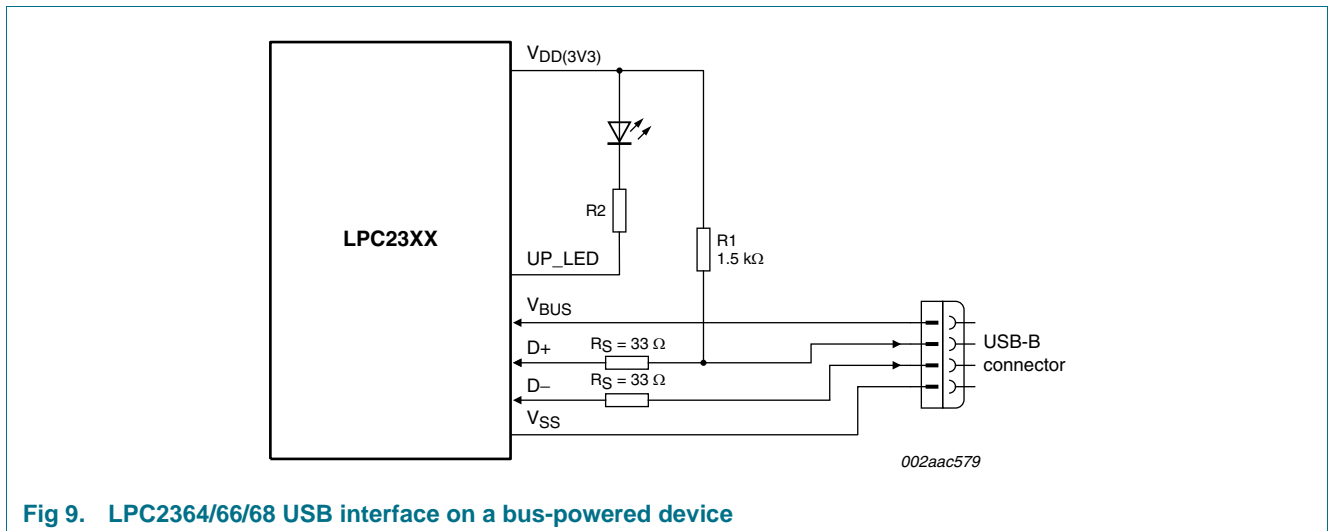 VDD(3V3)
R2
LPC23XX
R1
1.5 kΩ
UP_LED
VBUS
D+
RS = 33 Ω
USB-B
connector
D−
RS = 33 Ω
VSS
002aac579
Fig 9. LPC2364/66/68 USB interface on a bus-powered device